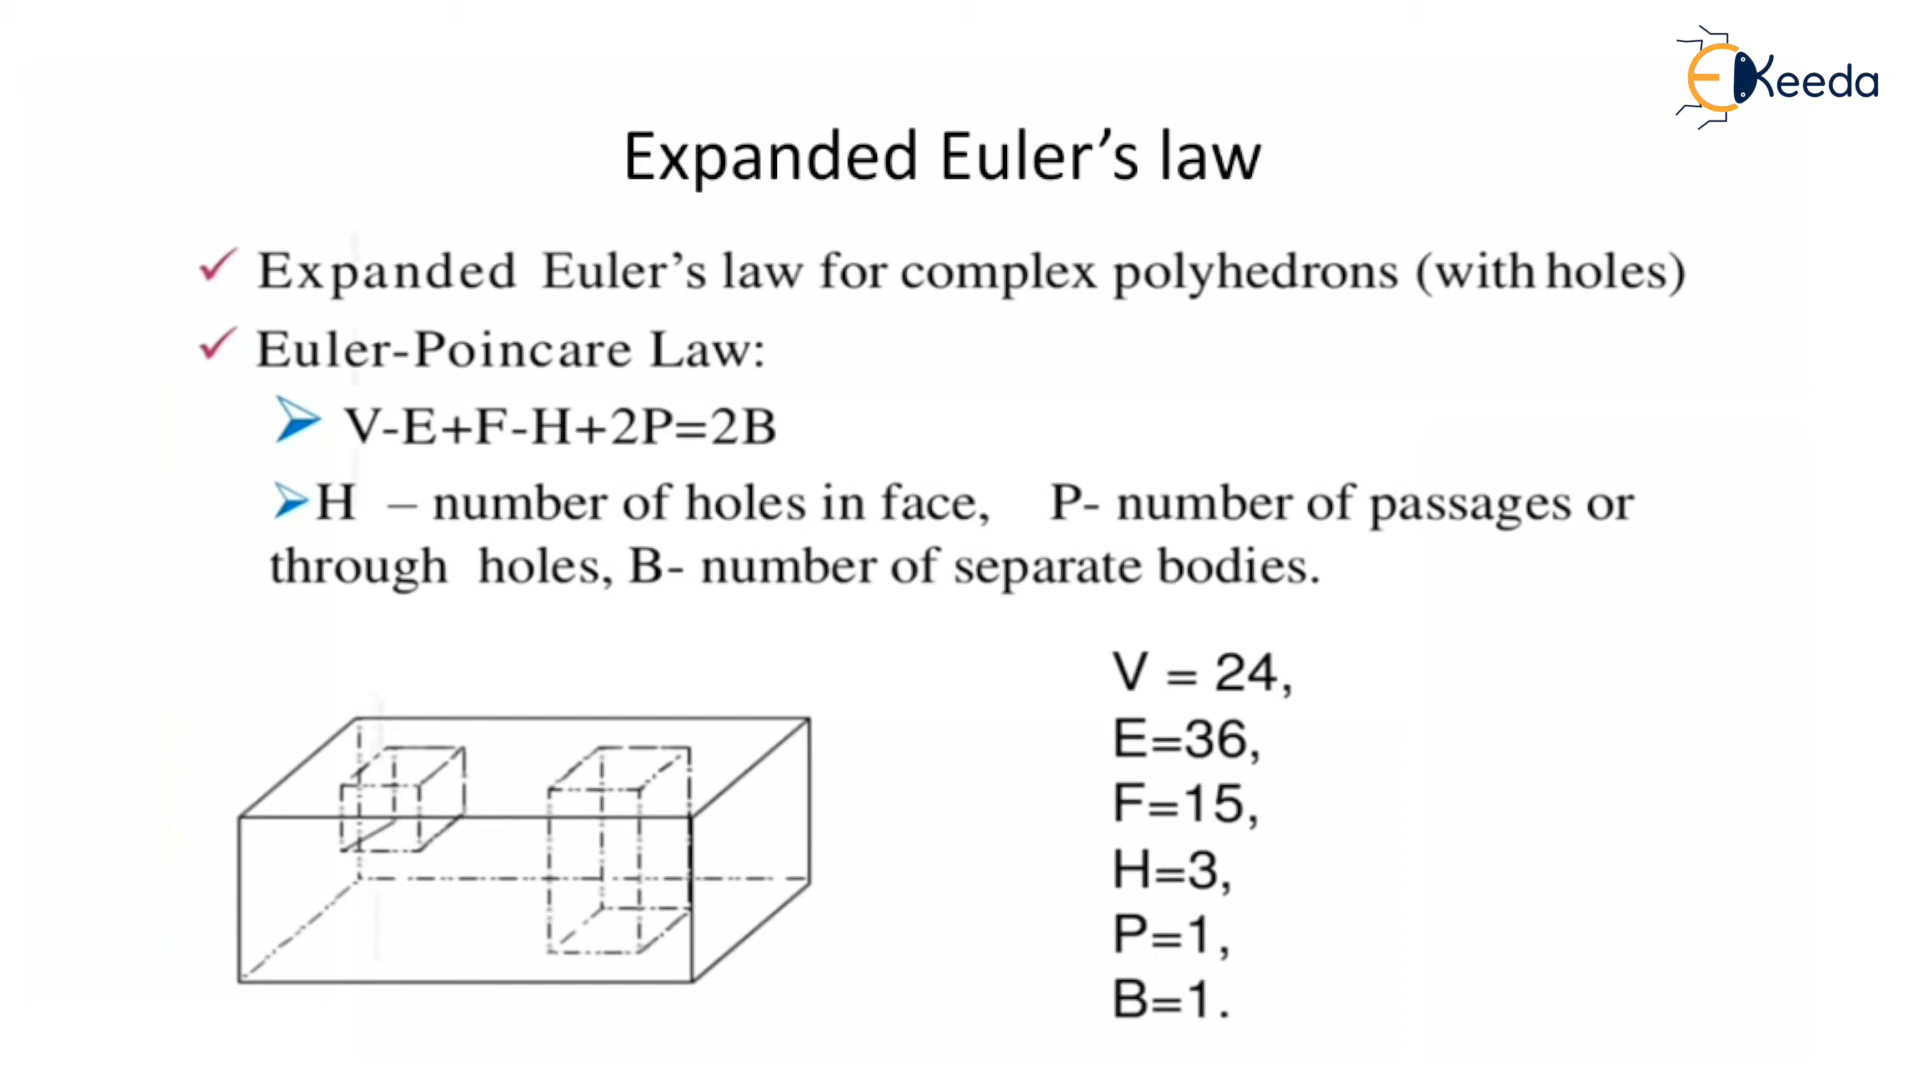 EKeeda
Expanded Euler’s law
Expanded Euler’s law for complex polyhedrons (with holes)
Euler-Poincare Law:
V-E+F-H+2P=2B
H – number of holes in face, P- number of passages or
through holes, B- number of separate bodies.
V = 24,
E=36,
F=15,
H=3,
P=1,
B=1.